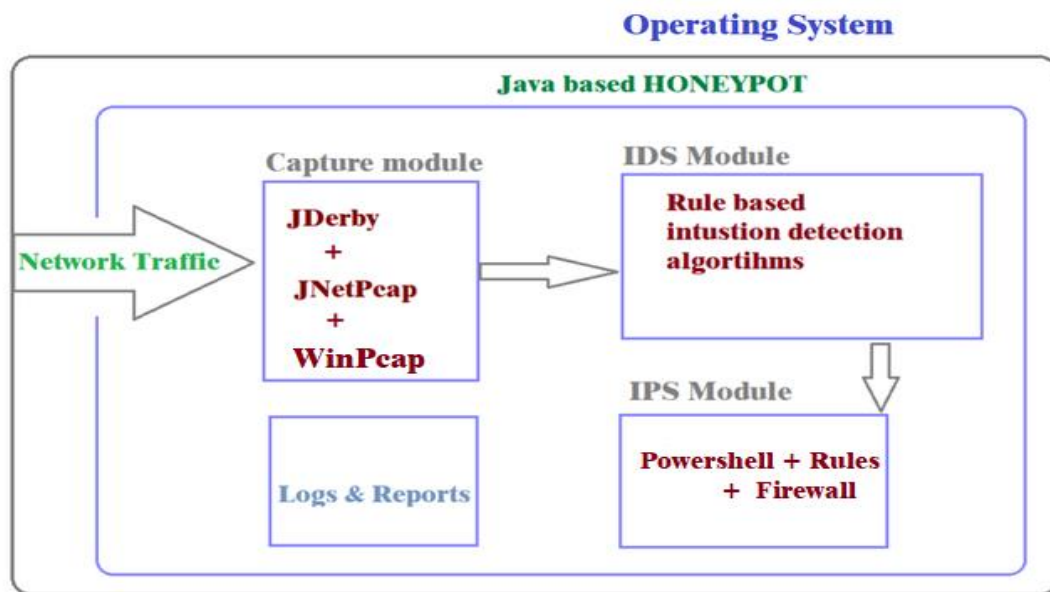 Operating System
Java based HONEYPOT
Capture module
IDS Module
Network Traffic
JDerby
+
JNetPcap
+
WinPcap
Rule based
intustion detection
algortihms
IPS Module
Logs & Reports
Powershell + Rules
+ Firewall